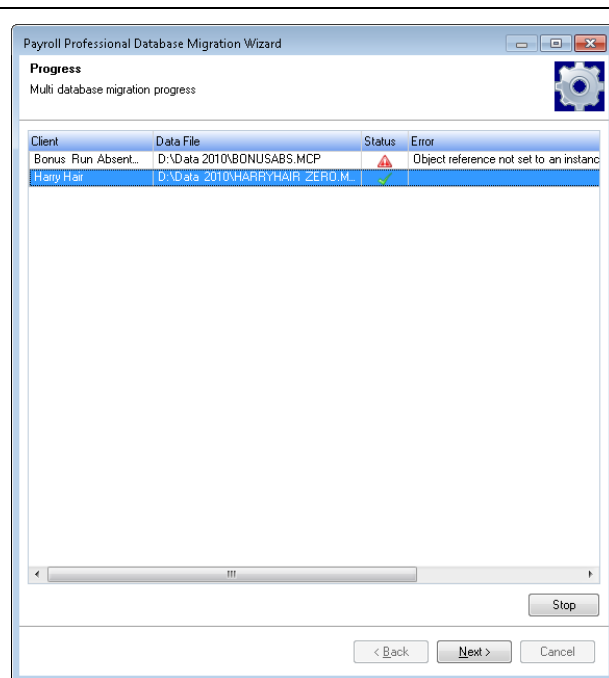 Payroll Professional Database Migration Wizard
Progress
Multi database migration progress
Client Data File Status Error
Bonus Run Absent... D:\Data 2010\BONUSABS.MCP Object reference not set to an instanc
Harry Hair D:\Data 2010\HARRYHAIR ZERO.M...
Stop
< Back Next > Cancel